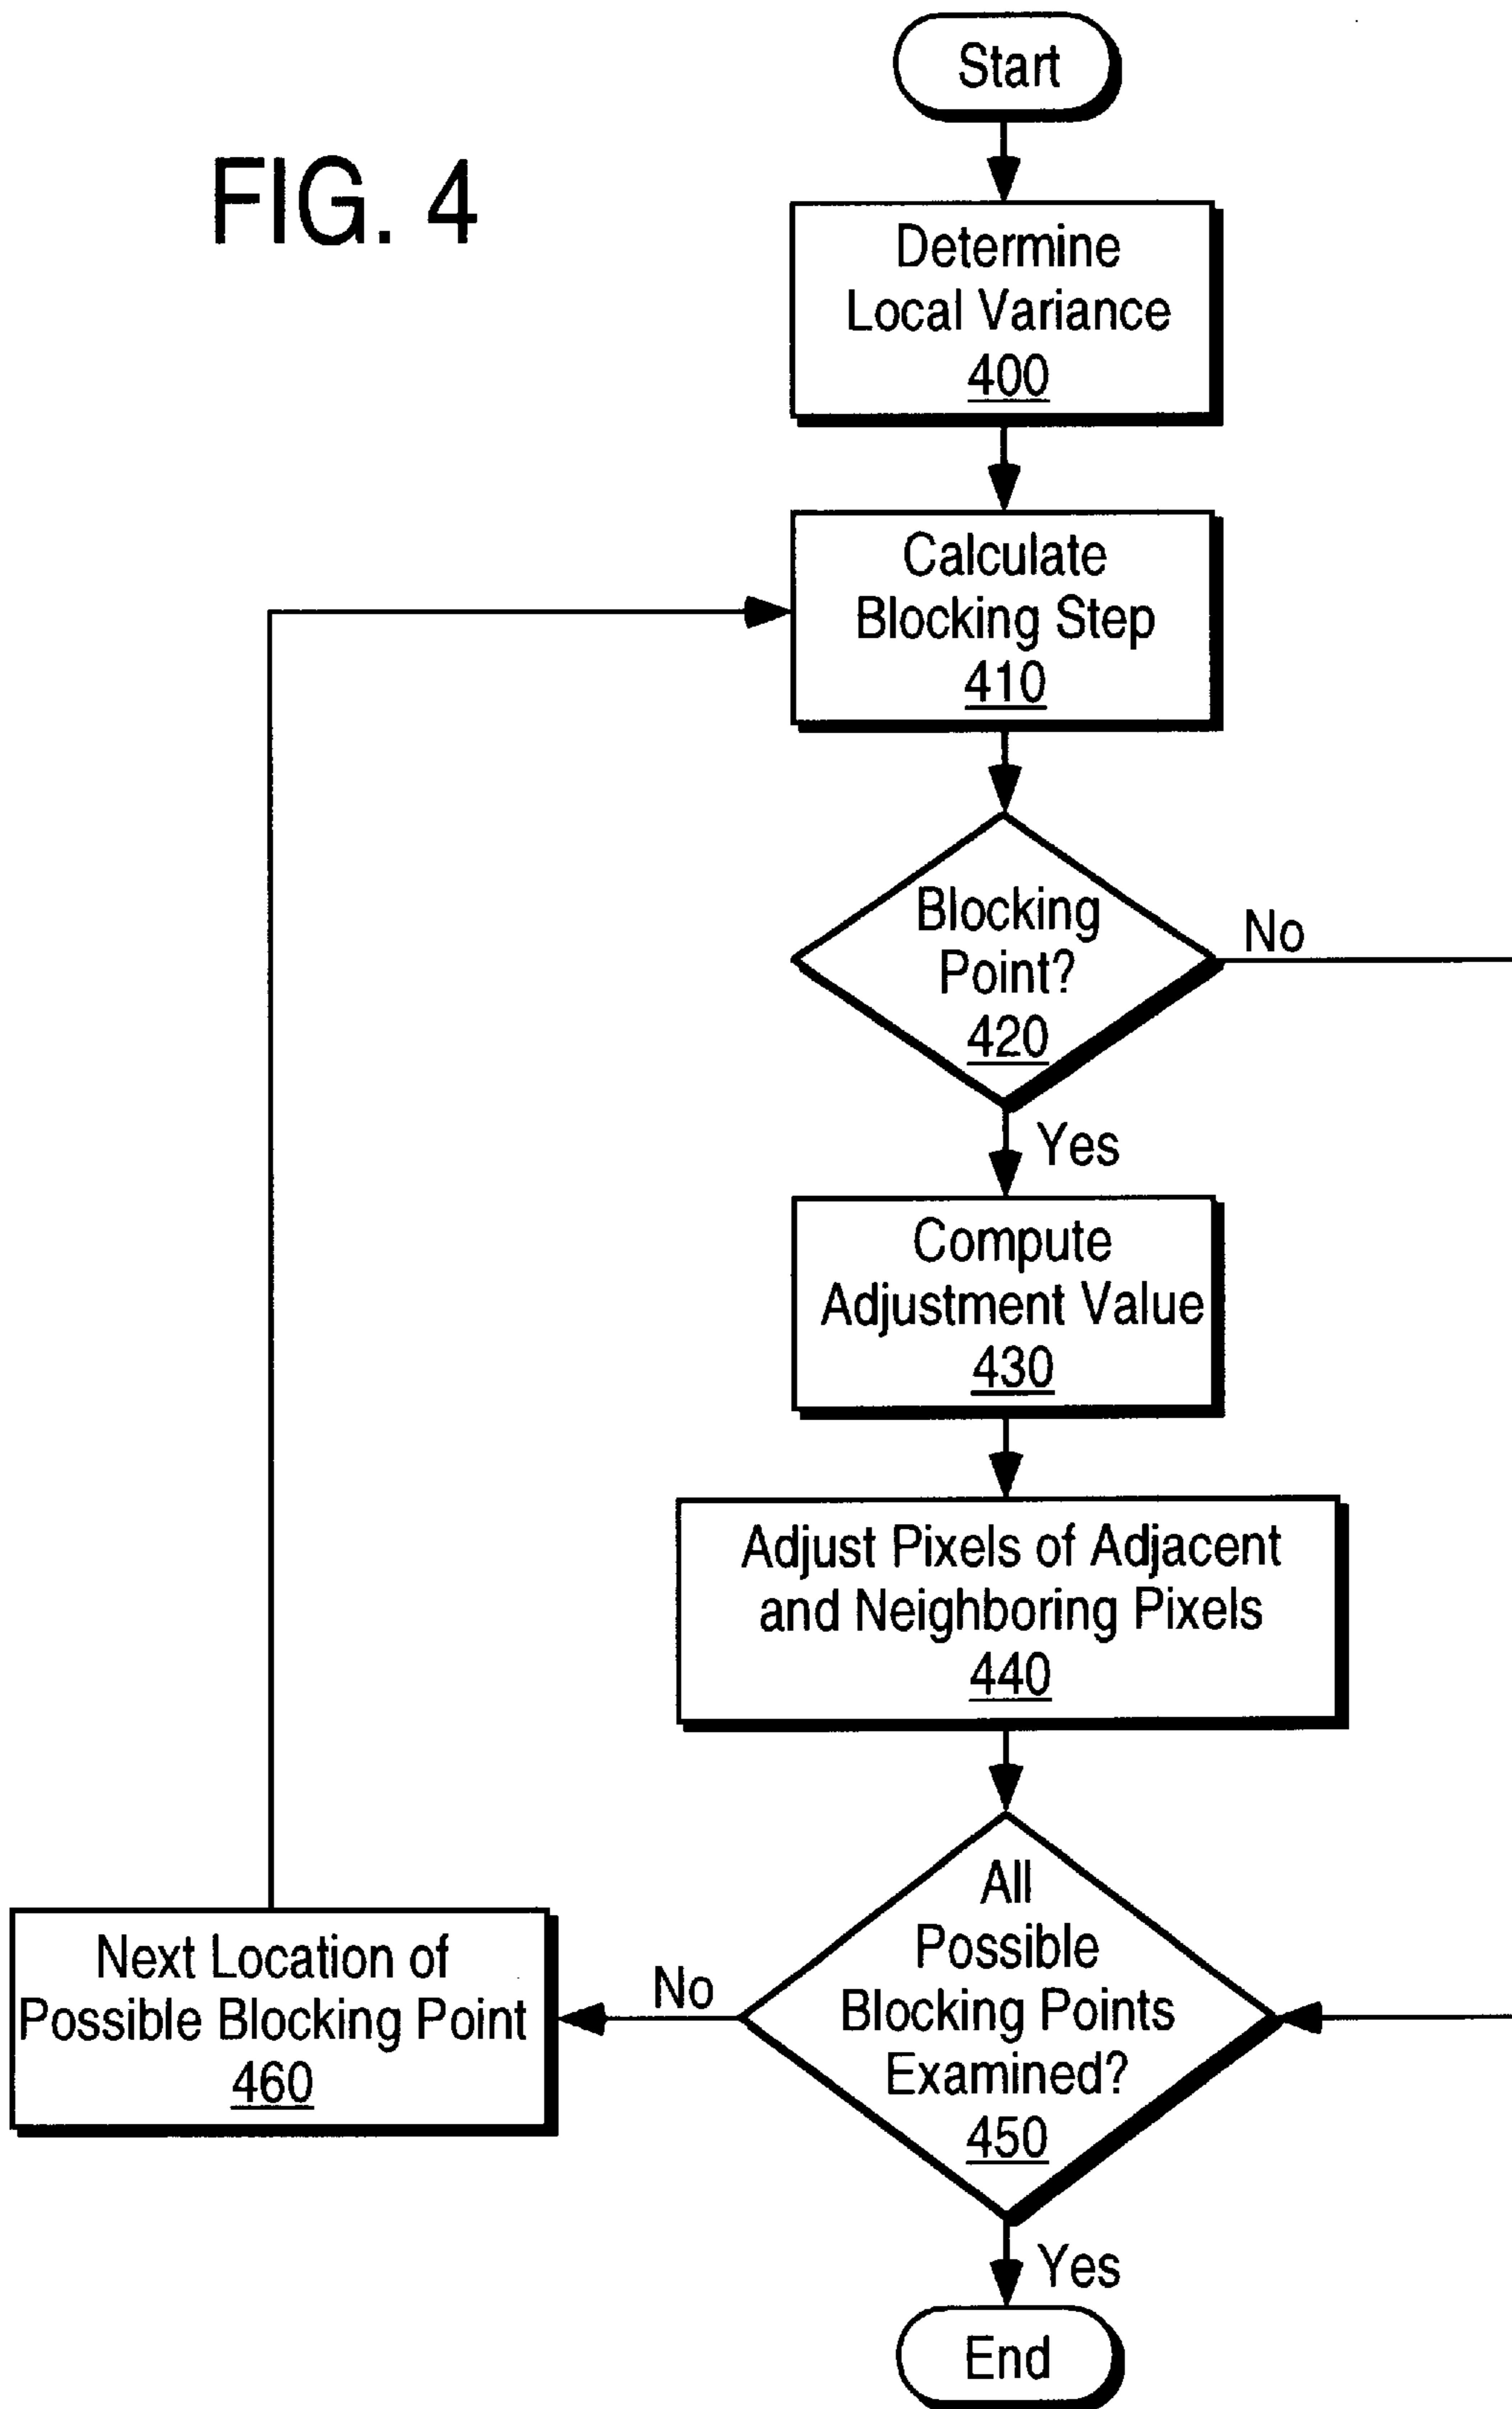 FIG. 4
Start
Determine
Local Variance
400
Calculate
Blocking Step
410
Blocking
Point?
420
No
Yes
Compute
Adjustment Value
430
Adjust Pixels of Adjacent
and Neighboring Pixels
440
All
Possible
Blocking Points
Examined?
450
No
Next Location of
Possible Blocking Point
460
Yes
End